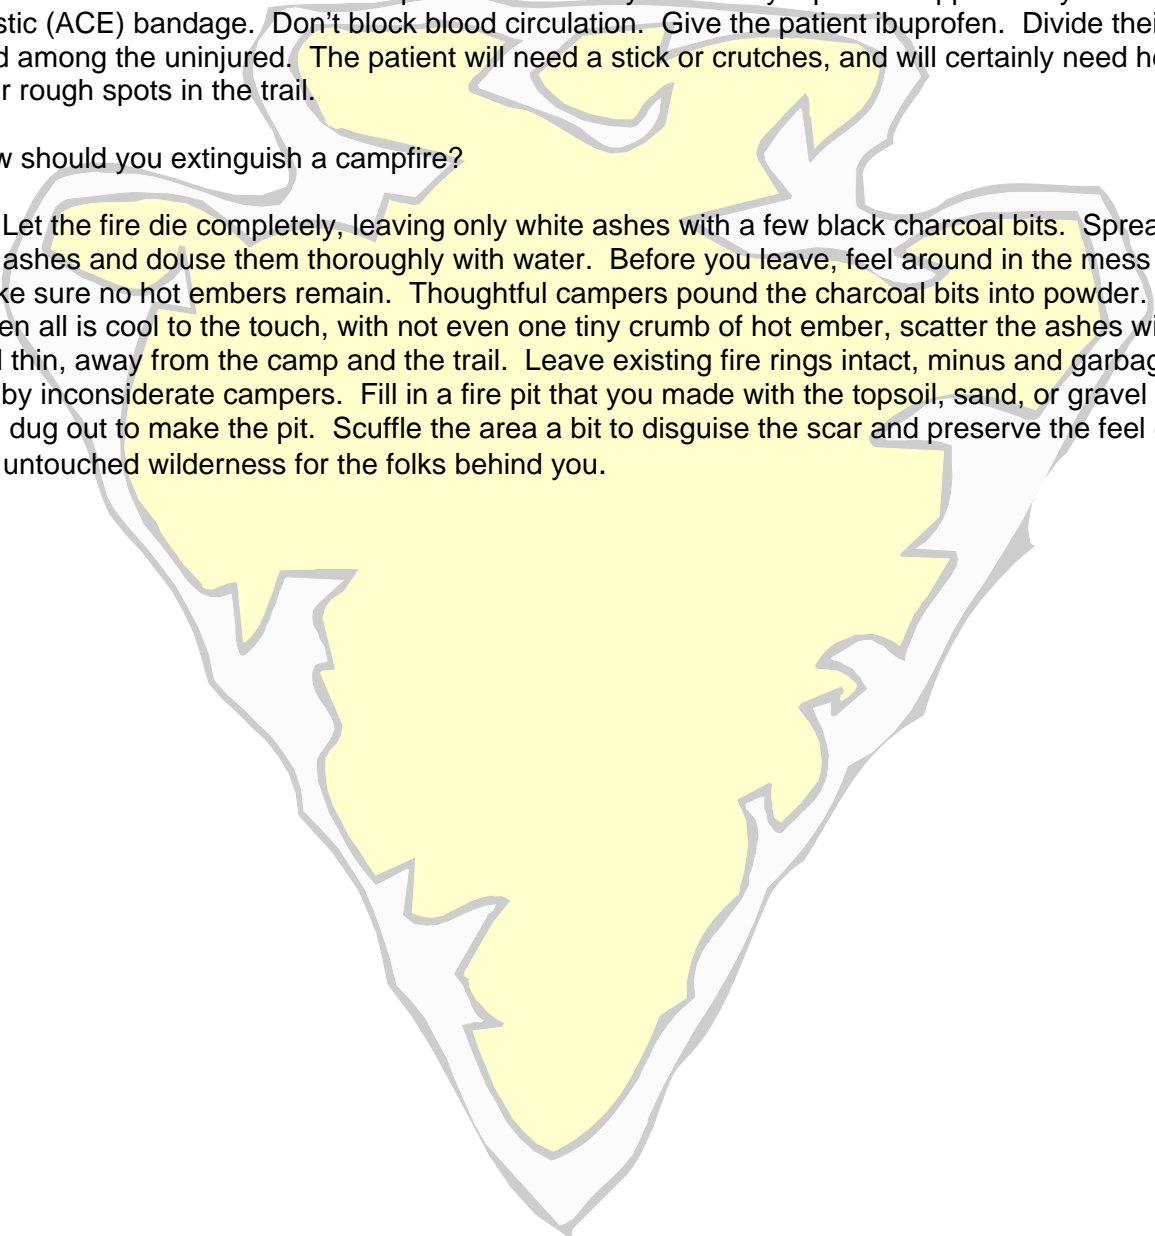 stic (ACE) bandage.  Don't block blood circulation.  Give the patient ibuprofen.  Divide thei
d among the uninjured.  The patient will need a stick or crutches, and will certainly need he
r rough spots in the trail.
w should you extinguish a campfire?
Let the fire die completely, leaving only white ashes with a few black charcoal bits.  Sprea
ashes and douse them thoroughly with water.  Before you leave, feel around in the mess
ke sure no hot embers remain.  Thoughtful campers pound the charcoal bits into powder.
en all is cool to the touch, with not even one tiny crumb of hot ember, scatter the ashes wi
d thin, away from the camp and the trail.  Leave existing fire rings intact, minus and garbag
by inconsiderate campers.  Fill in a fire pit that you made with the topsoil, sand, or gravel
dug out to make the pit.  Scuffle the area a bit to disguise the scar and preserve the feel
untouched wilderness for the folks behind you.